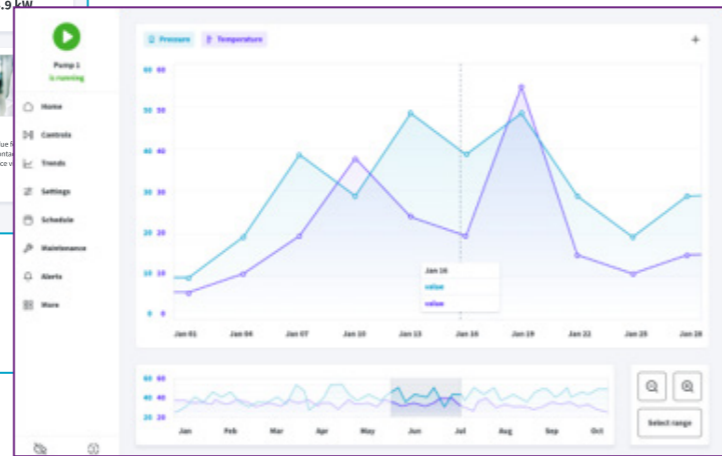 .9 kW
Pump 1
is running
Home
Controls
Trends
Settings
Schedule
Maintenance
Alerts
More
Pressure Temperature
60 60
50 50
40 40
30 30
20 20
10 10
0 0
Jan 16
value
value
Jan 01 Jan 04 Jan 07 Jan 10 Jan 13 Jan 16 Jan 19 Jan 22 Jan 25 Jan 28
60 60
40 40
20 20
Jan Feb Mar Apr May Jun Jul Aug Sep Oct
Select range